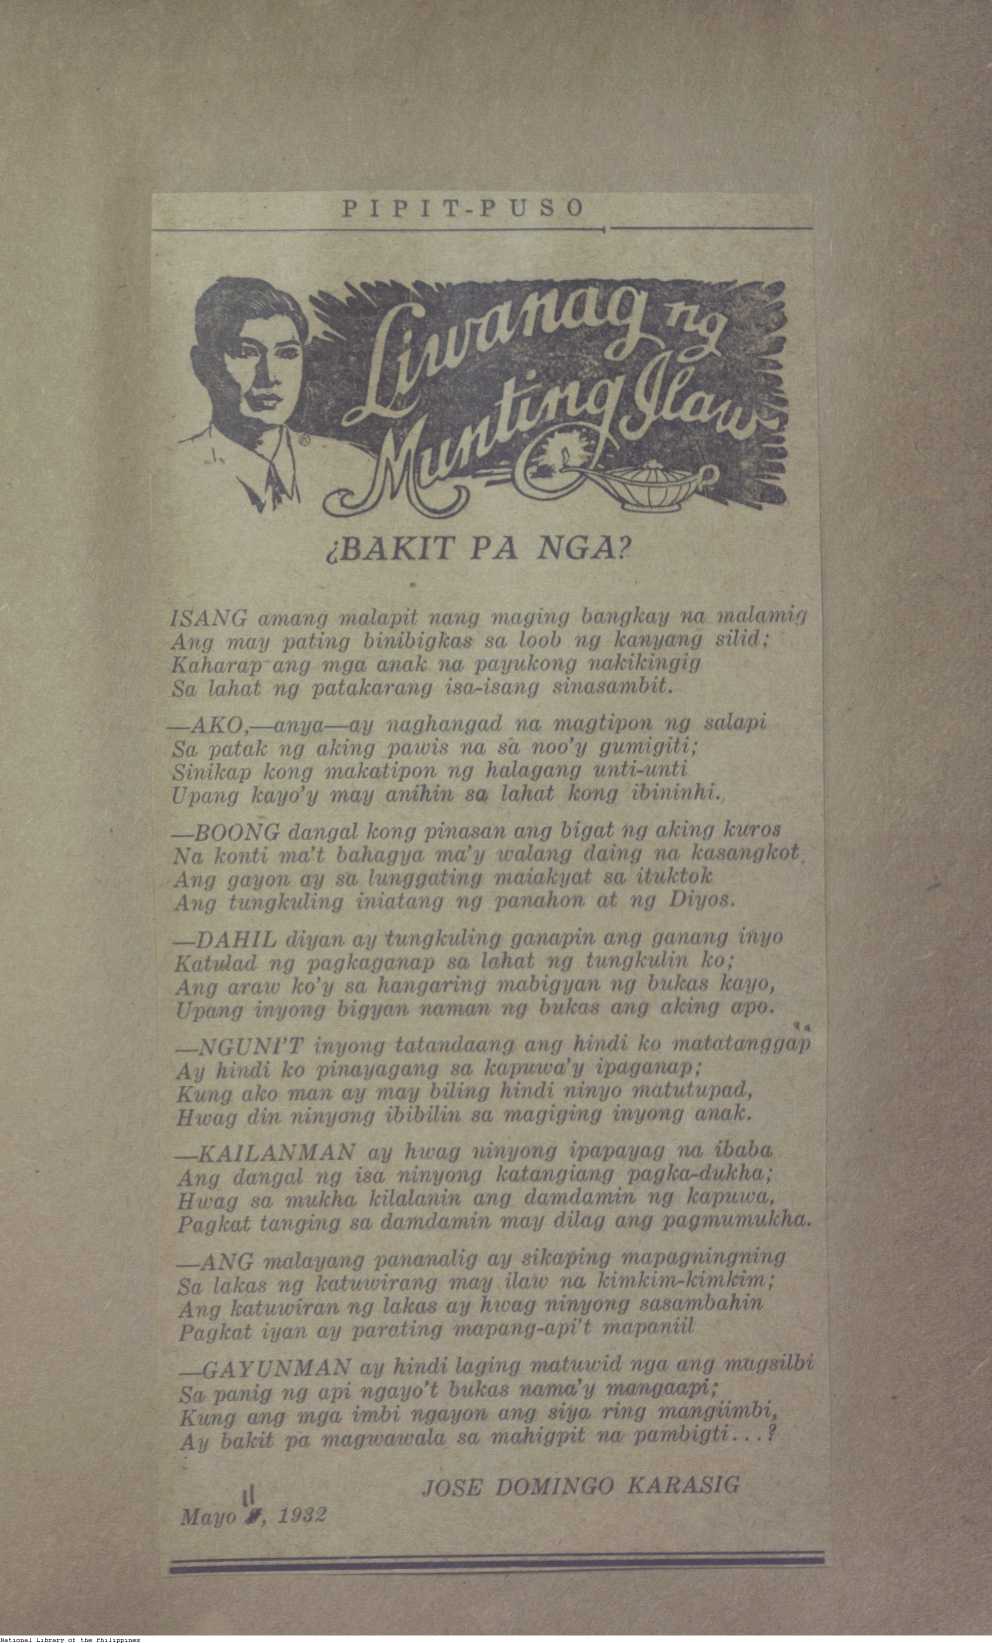 PIPIT-PUSO
Liwanag ng
Munting Ilaw
¿BAKIT PA NGA?
ISANG amang malapit nang maging bangkay na malamig
Ang may pating binibigkas sa loob ng kanyang silid;
Kaharap ang mga anak na payukong nakikingig
Sa lahat ng patakarang isa-isang sinasambit.
—AKO,—anya—ay naghangad na magtipon ng salapi
Sa patak ng aking pawis na sa noo'y gumigiti;
Sinikap kong makatipon ng halagang unti-unti
Upang kayo'y may anihin sa lahat kong ibininhi.
—BOONG dangal kong pinasan ang bigat ng aking kuros
Na konti ma't bahagya ma'y walang daing na kasangkot
Ang gayon ay sa lunggating maiakyat sa ituktok
Ang tungkuling iniatang ng panahon at ng Diyos.
—DAHIL diyan ay tungkuling ganapin ang ganang inyo
Katulad ng pagkaganap sa lahat ng tungkulin ko;
Ang araw ko'y sa hangaring mabigyan ng bukas kayo,
Upang inyong bigyan naman ng bukas ang aking apo.
—NGUNI'T inyong tatandaang ang hindi ko matatanggap
Ay hindi ko pinayagang sa kapuwa'y ipaganap;
Kung ako man ay may biling hindi ninyo matutupad,
Hwag din ninyong ibibilin sa magiging inyong anak.
—KAILANMAN ay hwag ninyong ipapayag na ibaba
Ang dangal ng isa ninyong katangiang pagka-dukha;
Hwag sa mukha kilalanin ang damdamin ng kapuwa,
Pagkat tanging sa damdamin may dilag ang pagmumukha.
—ANG malayang pananalig ay sikaping mapagningning
Sa lakas ng katuwirang may ilaw na kimkim-kimkim;
Ang katuwiran ng lakas ay hwag ninyong sasambahin
Pagkat iyan ay parating mapang-api't mapaniil
—GAYUNMAN ay hindi laging matuwid nga ang magsilbi
Sa panig ng api ngayo't bukas nama'y mangaapi;
Kung ang mga imbi ngayon ang siya ring mangiimbi,
Ay bakit pa magwawala sa mahigpit na pambigti...?
JOSE DOMINGO KARASIG
Mayo 11, 1932
National Library of the Philippines